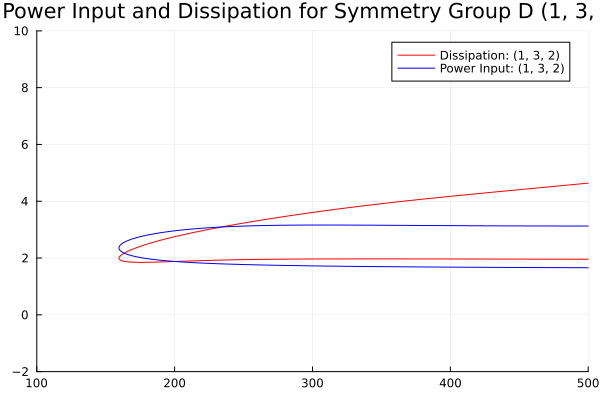 Power Input and Dissipation for Symmetry Group D (1, 3,
10
Dissipation: (1, 3, 2)
Power Input: (1, 3, 2)
8
6
4
2
0
−2
100 200 300 400 500